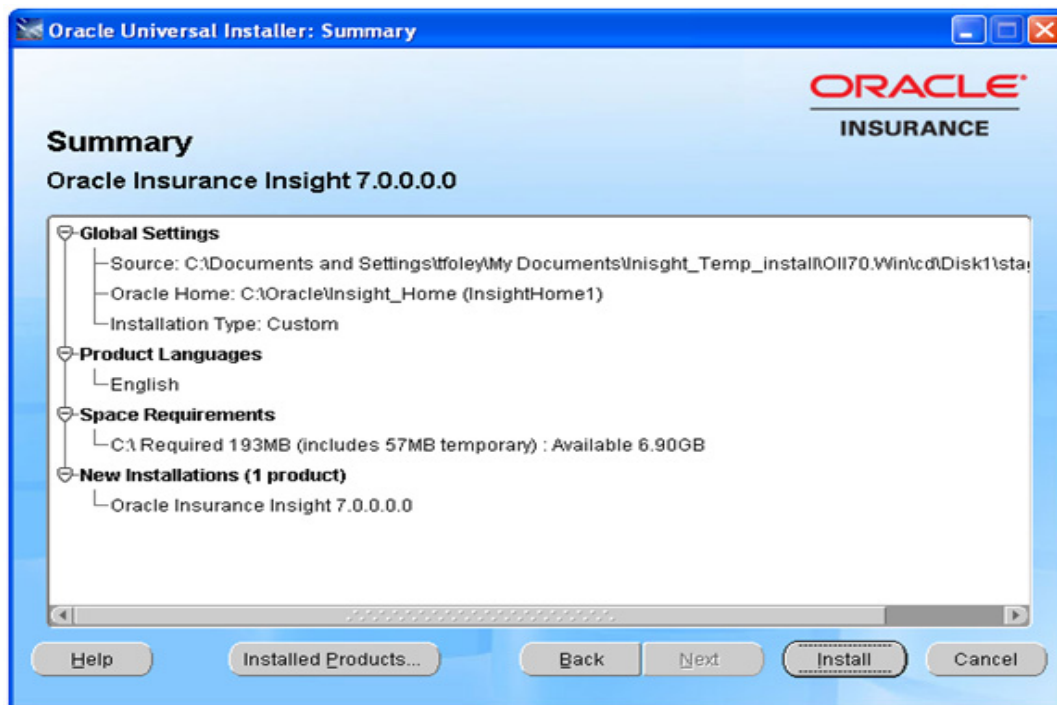 Oracle Universal Installer: Summary
ORACLE
INSURANCE
Summary
Oracle Insurance Insight 7.0.0.0.0
Global Settings
Source: C:\Documents and Settings\tfoley\My Documents\Inisght_Temp_install\OII70.Win\cd\Disk1\sta
Oracle Home: C:\Oracle\Insight_Home (InsightHome1)
Installation Type: Custom
Product Languages
English
Space Requirements
C:\ Required 193MB (includes 57MB temporary) : Available 6.90GB
New Installations (1 product)
Oracle Insurance Insight 7.0.0.0.0
Help Installed Products... Back Next Install Cancel